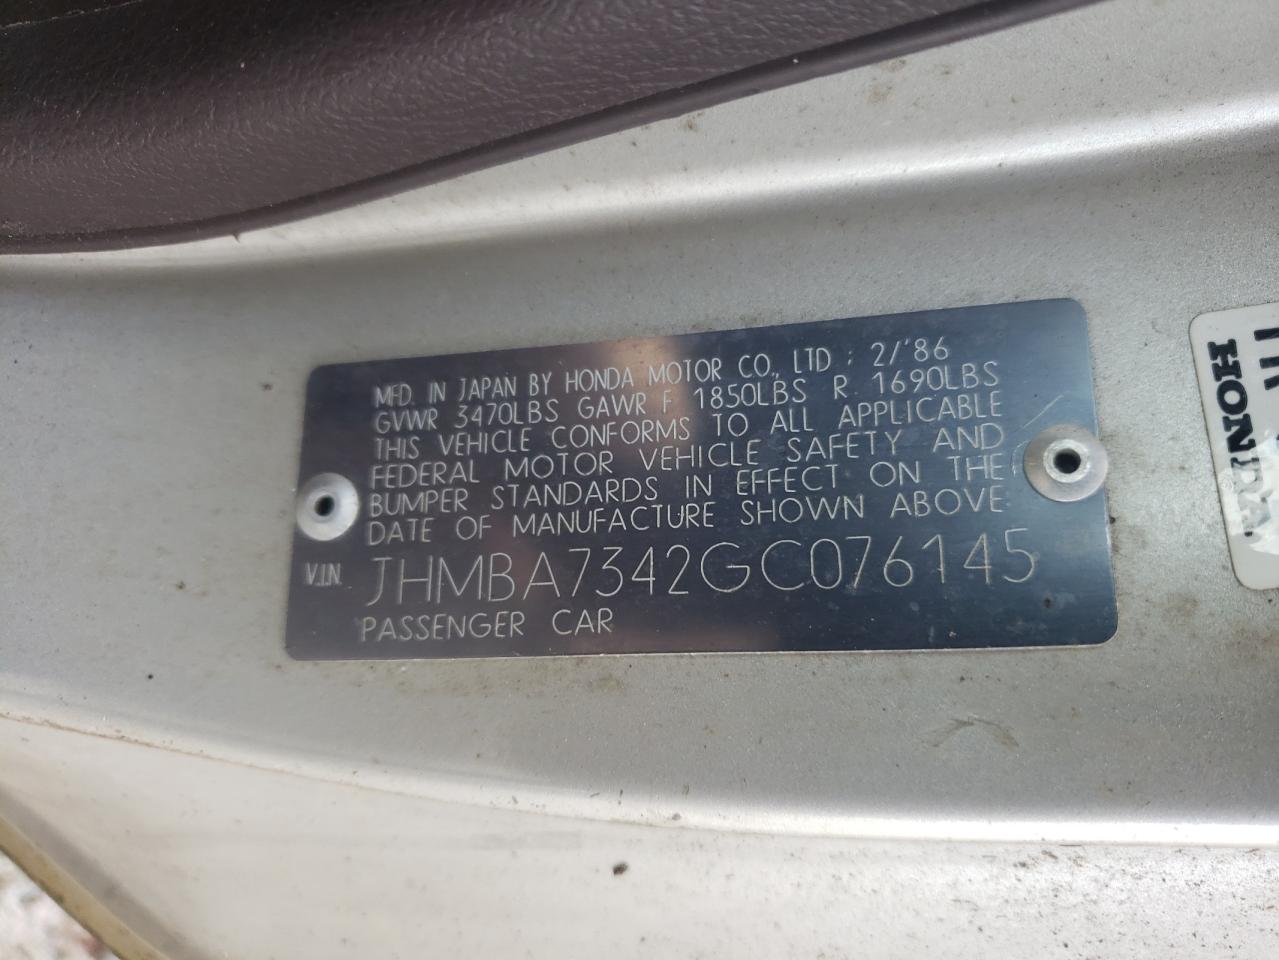 MFD. IN JAPAN BY HONDA MOTOR CO., LTD ; 2/'86
GVWR 3470LBS GAWR F 1850LBS R 1690LBS
THIS VEHICLE CONFORMS TO ALL APPLICABLE
FEDERAL MOTOR VEHICLE SAFETY AND
BUMPER STANDARDS IN EFFECT ON THE
DATE OF MANUFACTURE SHOWN ABOVE
V.I.N. JHMBA7342GC076145
PASSENGER CAR
HONDA